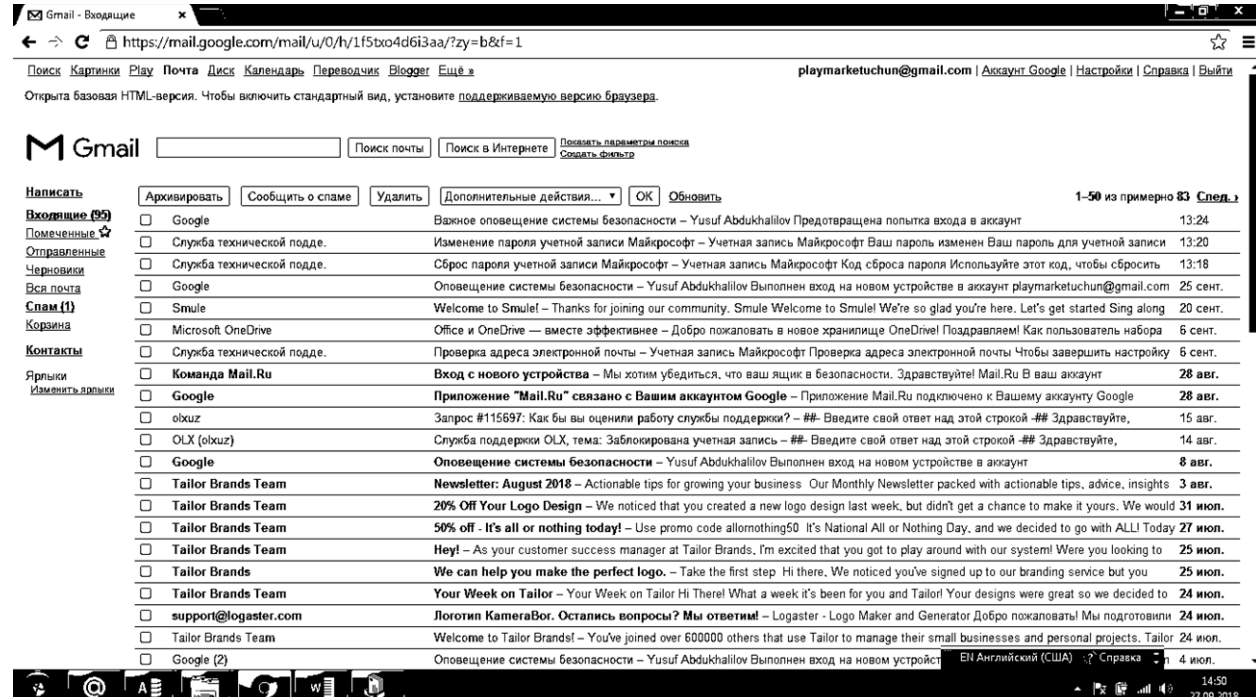 Gmail - Входящие
https://mail.google.com/mail/u/0/h/1f5txo4d6i3aa/?zy=b&f=1
Поиск Картинки Play Почта Диск Календарь Переводчик Blogger Ещё »
playmarketuchun@gmail.com | Аккаунт Google | Настройки | Справка | Выйти
Открыта базовая HTML-версия. Чтобы включить стандартный вид, установите поддерживаемую версию браузера.
Gmail Поиск почты Поиск в Интернете Показать параметры поиска
Создать фильтр
Написать
Входящие (95)
Помеченные
Отправленные
Черновики
Вся почта
Спам (1)
Корзина
Контакты
Ярлыки
Изменить ярлыки
Архивировать Сообщить о спаме Удалить Дополнительные действия... OK Обновить 1–50 из примерно 83 След. ›
Google Важное оповещение системы безопасности – Yusuf Abdukhalilov Предотвращена попытка входа в аккаунт 13:24
Служба технической подде. Изменение пароля учетной записи Майкрософт – Учетная запись Майкрософт Ваш пароль изменен Ваш пароль для учетной записи 13:20
Служба технической подде. Сброс пароля учетной записи Майкрософт – Учетная запись Майкрософт Код сброса пароля Используйте этот код, чтобы сбросить 13:18
Google Оповещение системы безопасности – Yusuf Abdukhalilov Выполнен вход на новом устройстве в аккаунт playmarketuchun@gmail.com 25 сент.
Smule Welcome to Smule! – Thanks for joining our community. Smule Welcome to Smule! We're so glad you're here. Let's get started Sing along 20 сент.
Microsoft OneDrive Office и OneDrive — вместе эффективнее – Добро пожаловать в новое хранилище OneDrive! Поздравляем! Как пользователь набора 6 сент.
Служба технической подде. Проверка адреса электронной почты – Учетная запись Майкрософт Проверка адреса электронной почты Чтобы завершить настройку 6 сент.
Команда Mail.Ru Вход с нового устройства – Мы хотим убедиться, что ваш ящик в безопасности. Здравствуйте! Mail.Ru В ваш аккаунт 28 авг.
Google Приложение "Mail.Ru" связано с Вашим аккаунтом Google – Приложение Mail.Ru подключено к Вашему аккаунту Google 28 авг.
olxuz Запрос #115697: Как бы вы оценили работу службы поддержки? – ##- Введите свой ответ над этой строкой -## Здравствуйте, 15 авг.
OLX (olxuz) Служба поддержки OLX, тема: Заблокирована учетная запись – ##- Введите свой ответ над этой строкой -## Здравствуйте, 14 авг.
Google Оповещение системы безопасности – Yusuf Abdukhalilov Выполнен вход на новом устройстве в аккаунт 8 авг.
Tailor Brands Team Newsletter: August 2018 – Actionable tips for growing your business Our Monthly Newsletter packed with actionable tips, advice, insights 3 авг.
Tailor Brands Team 20% Off Your Logo Design – We noticed that you created a new logo design last week, but didn't get a chance to make it yours. We would 31 июл.
Tailor Brands Team 50% off - It's all or nothing today! – Use promo code allornothing50 It's National All or Nothing Day, and we decided to go with ALL! Today 27 июл.
Tailor Brands Team Hey! – As your customer success manager at Tailor Brands, I'm excited that you got to play around with our system! Were you looking to 25 июл.
Tailor Brands We can help you make the perfect logo. – Take the first step Hi there, We noticed you've signed up to our branding service but you 25 июл.
Tailor Brands Team Your Week on Tailor – Your Week on Tailor Hi There! What a week it's been for you and Tailor! Your designs were great so we decided to 24 июл.
support@logaster.com Логотип KameraBor. Остались вопросы? Мы ответим! – Logaster - Logo Maker and Generator Добро пожаловать! Мы подготовили 24 июл.
Tailor Brands Team Welcome to Tailor Brands! – You've joined over 600000 others that use Tailor to manage their small businesses and personal projects. Tailor 24 июл.
Google (2) Оповещение системы безопасности – Yusuf Abdukhalilov Выполнен вход на новом устройст 4 июл.
EN Английский (США) Справка
14:50
27.09.2018